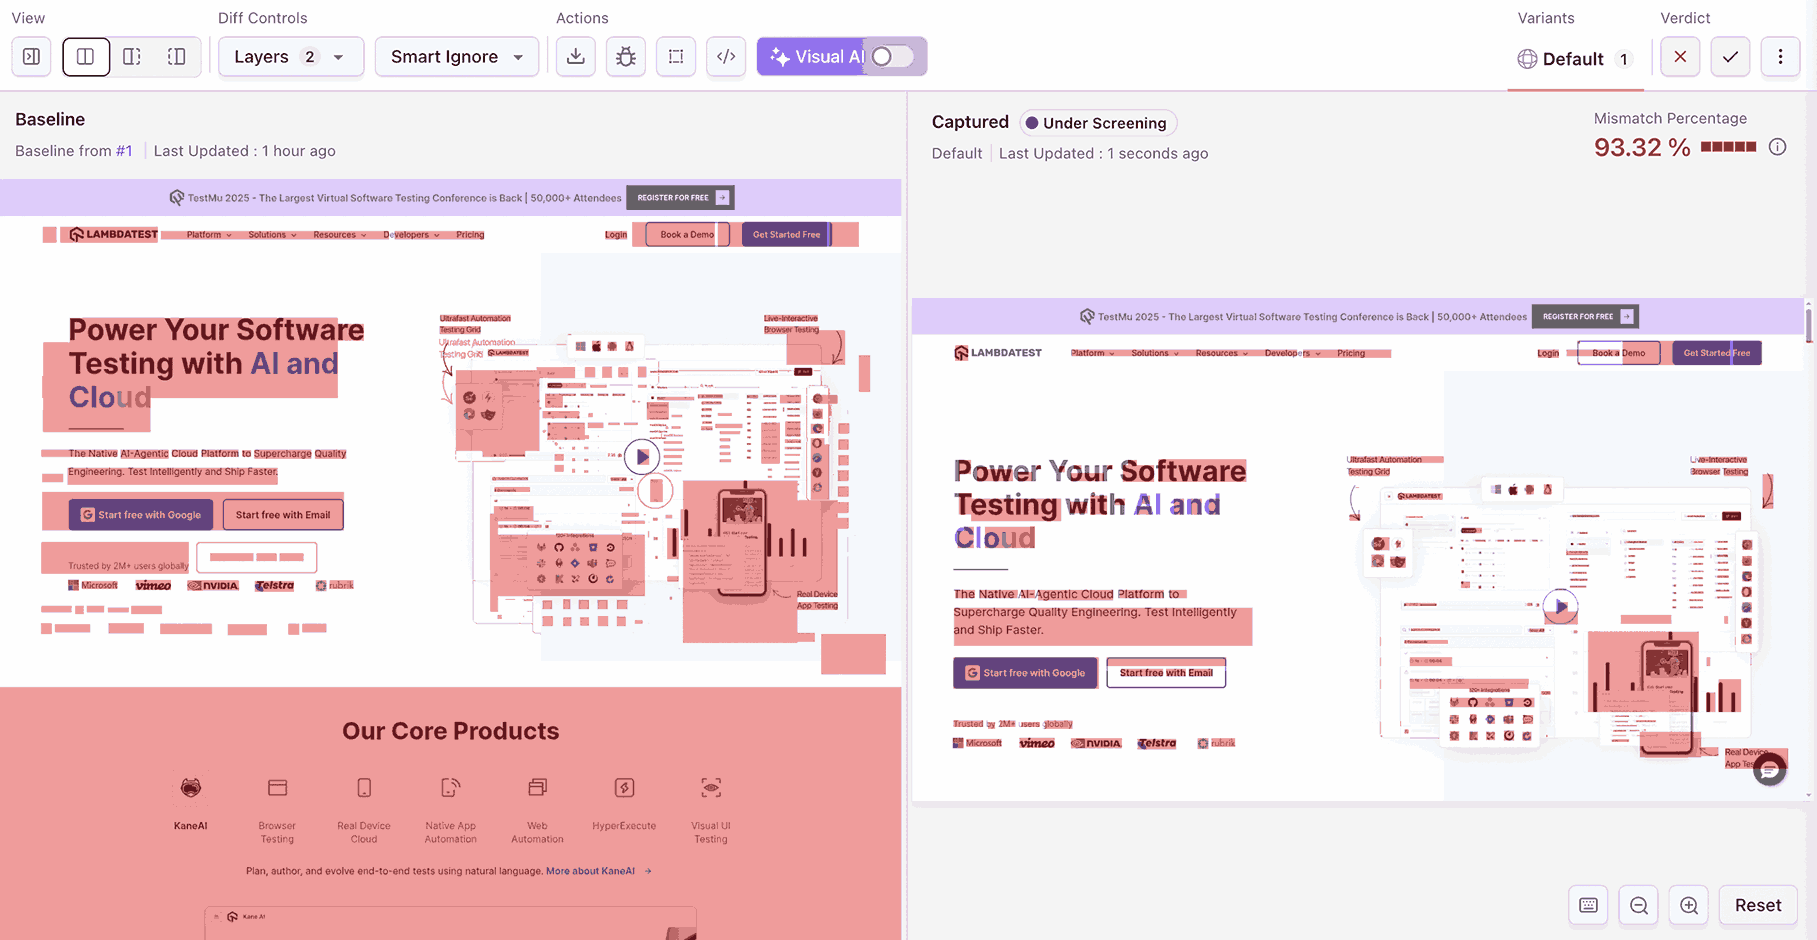 View
Diff Controls
Actions
Variants
Verdict
Layers 2
Smart Ignore
Visual AI
Default 1
Baseline
Baseline from #1
Last Updated : 1 hour ago
TestMu 2025 - The Largest Virtual Software Testing Conference is Back | 50,000+ Attendees
REGISTER FOR FREE
LAMBDATEST
Platform
Solutions
Resources
Developers
Pricing
Login
Book a Demo
Get Started Free
Power Your Software
Testing with AI and
Cloud
The Native AI-Agentic Cloud Platform to Supercharge Quality
Engineering. Test Intelligently and Ship Faster.
Start free with Google
Start free with Email
Trusted by 2M+ users globally
Microsoft
vimeo
NVIDIA
Telstra
rubrik
Ultrafast Automation
Testing Grid
Ultrafast Automation
Testing Grid
LAMBDATEST
Live-Interactive
Browser Testing
120+ Integrations
Real Device
App Testing
Our Core Products
KaneAI
Browser
Testing
Real Device
Cloud
Native App
Automation
Web
Automation
HyperExecute
Visual UI
Testing
Plan, author, and evolve end-to-end tests using natural language. More about KaneAI
Kane AI
Captured
Under Screening
Default
Last Updated : 1 seconds ago
Mismatch Percentage
93.32 %
TestMu 2025 - The Largest Virtual Software Testing Conference is Back | 50,000+ Attendees
REGISTER FOR FREE
LAMBDATEST
Platform
Solutions
Resources
Developers
Pricing
Login
Book a Demo
Get Started Free
Power Your Software
Testing with AI and
Cloud
The Native AI-Agentic Cloud Platform to
Supercharge Quality Engineering. Test Intelligently
and Ship Faster.
Start free with Google
Start free with Email
Trusted by 2M+ users globally
Microsoft
vimeo
NVIDIA
Telstra
rubrik
Ultrafast Automation
Testing Grid
LAMBDATEST
Live-Interactive
Browser Testing
120+ Integrations
Real Device
App Tes
Reset